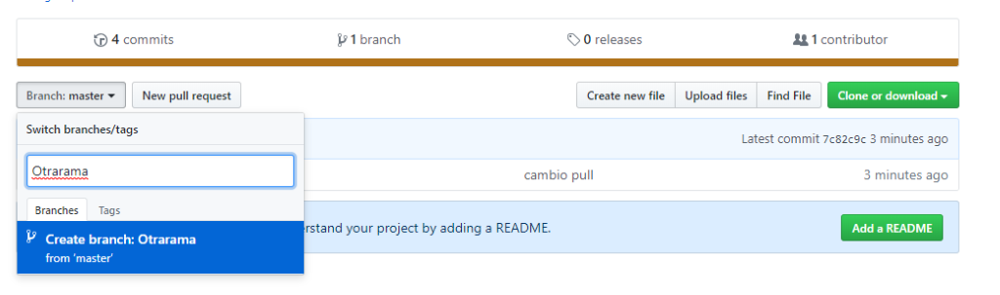 4 commits 1 branch 0 releases 1 contributor
Branch: master New pull request Create new file Upload files Find File Clone or download
Switch branches/tags
Latest commit 7c82c9c 3 minutes ago
Otrarama
cambio pull 3 minutes ago
Branches Tags
Create branch: Otrarama
from 'master'
your project by adding a README. Add a README